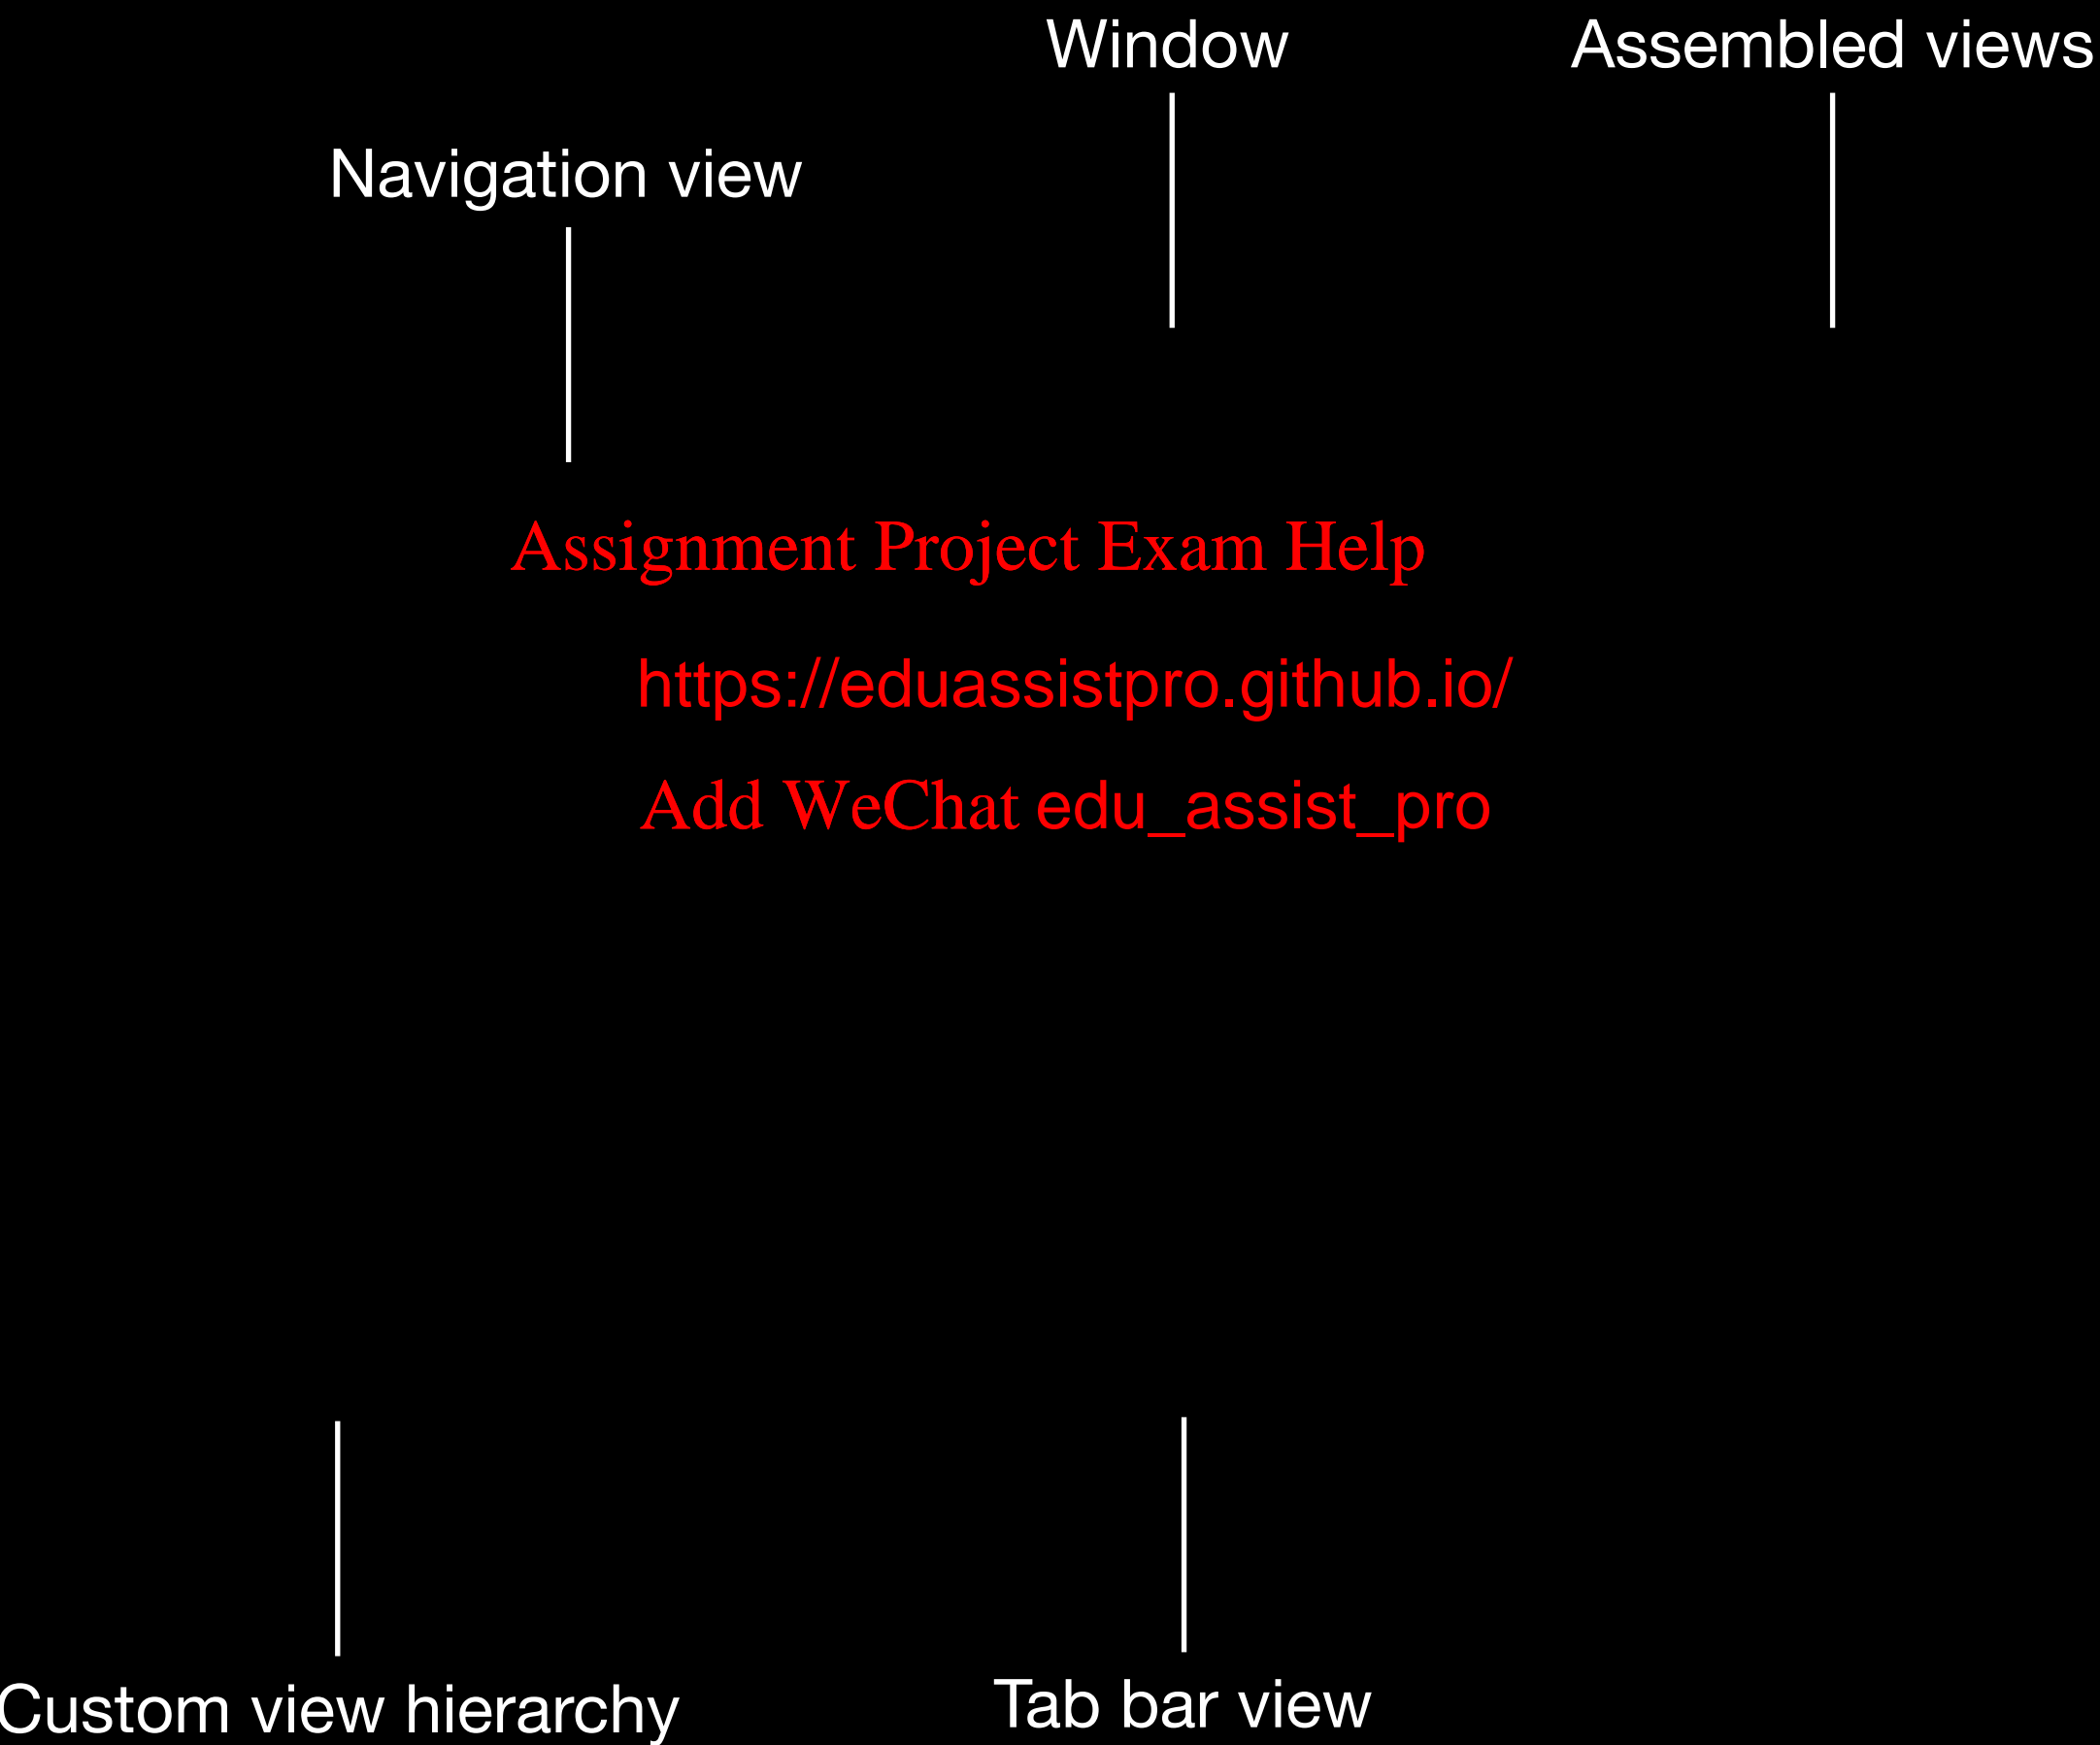 Window
Assembled views
Navigation view
Assignment Project Exam Help
https://eduassistpro.github.io/
Add WeChat edu_assist_pro
Custom view hierarchy
Tab bar view